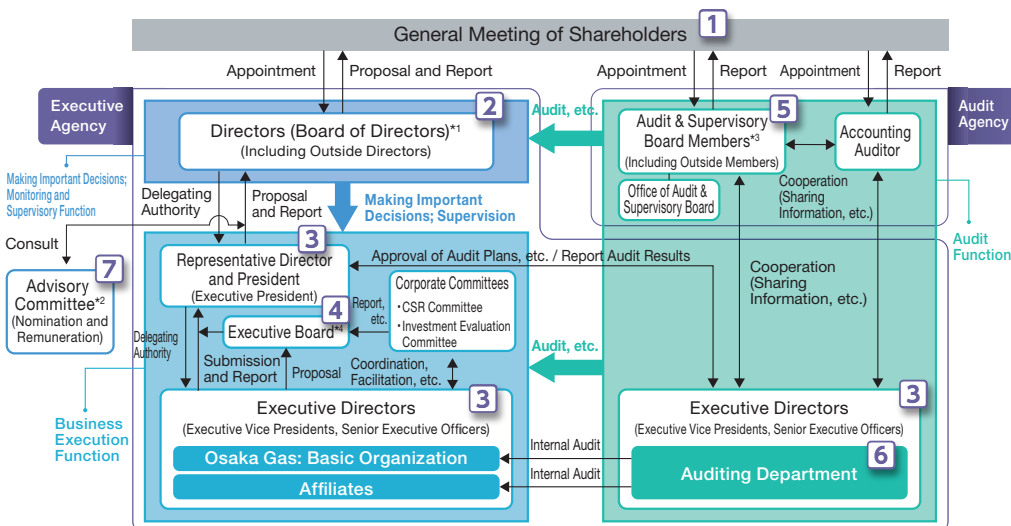 General Meeting of Shareholders
1
Appointment
Proposal and Report
Appointment
Report
Appointment
Report
Executive
Agency
Audit
Agency
2
Directors (Board of Directors)*1
(Including Outside Directors)
Audit, etc.
5
Audit & Supervisory
Board Members*3
(Including Outside Members)
Accounting
Auditor
Office of Audit &
Supervisory Board
Cooperation
(Sharing
Information, etc.)
Making Important Decisions;
Monitoring and
Supervisory Function
Delegating
Authority
Proposal
and Report
Making Important
Decisions; Supervision
Consult
7
Advisory
Committee*2
(Nomination and
Remuneration)
3
Representative Director
and President
(Executive President)
Approval of Audit Plans, etc. / Report Audit Results
Audit
Function
Cooperation
(Sharing
Information, etc.)
4
Executive Board*4
Report,
etc.
Corporate Committees
・CSR Committee
・Investment Evaluation
Committee
Delegating
Authority
Submission
and Report
Proposal
Coordination,
Facilitation, etc.
Audit, etc.
Business
Execution
Function
3
Executive Directors
(Executive Vice Presidents, Senior Executive Officers)
Osaka Gas: Basic Organization
Affiliates
Internal Audit
Internal Audit
3
Executive Directors
(Executive Vice Presidents, Senior Executive Officers)
6
Auditing Department